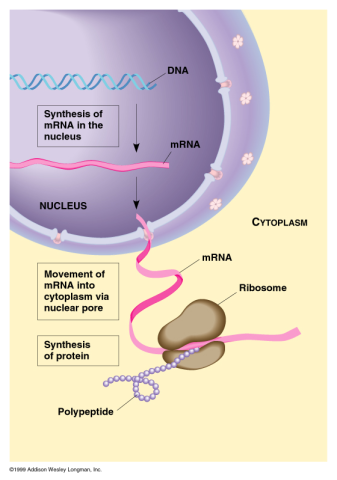 DNA
Synthesis of
mRNA in the
nucleus
mRNA
NUCLEUS
CYTOPLASM
mRNA
Movement of
mRNA into
cytoplasm via
nuclear pore
Ribosome
Synthesis
of protein
Polypeptide
©1999 Addison Wesley Longman, Inc.